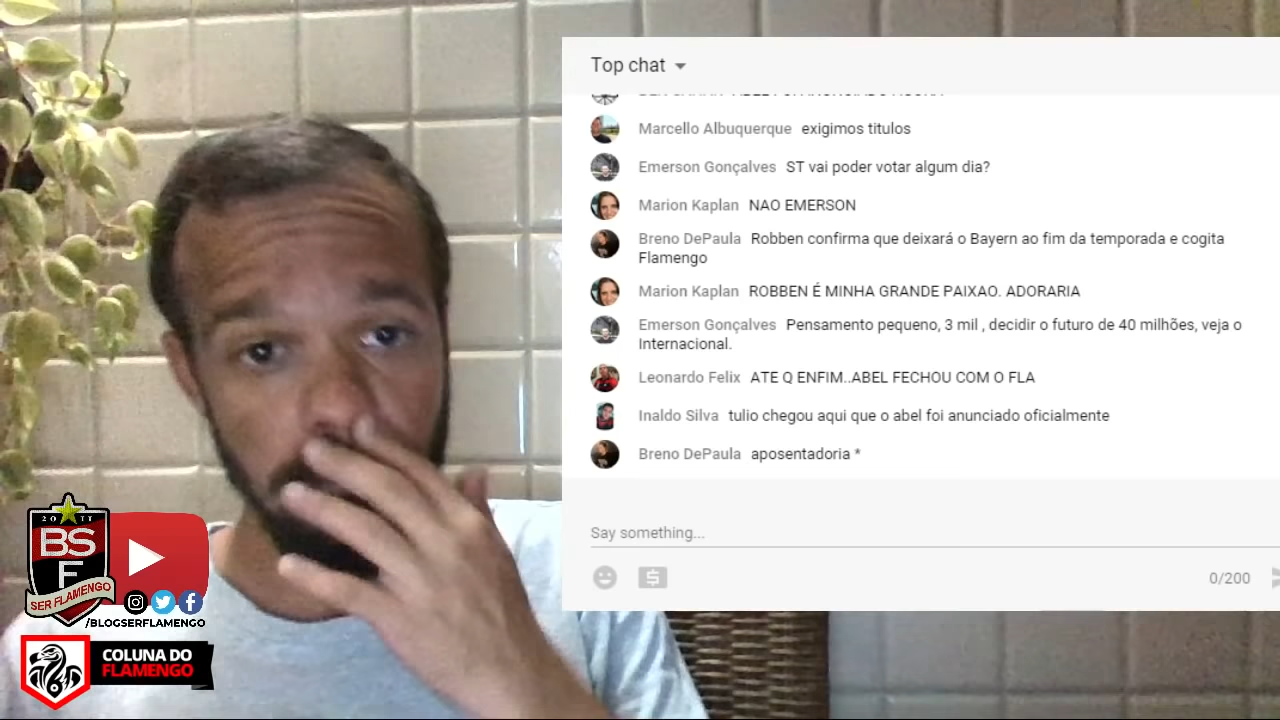 Top chat
Marcello Albuquerque exigimos titulos
Emerson Gonçalves ST vai poder votar algum dia?
Marion Kaplan NAO EMERSON
Breno DePaula Robben confirma que deixará o Bayern ao fim da temporada e cogita
Flamengo
Marion Kaplan ROBBEN É MINHA GRANDE PAIXAO. ADORARIA
Emerson Gonçalves Pensamento pequeno, 3 mil , decidir o futuro de 40 milhões, veja o
Internacional.
Leonardo Felix ATE Q ENFIM..ABEL FECHOU COM O FLA
Inaldo Silva tulio chegou aqui que o abel foi anunciado oficialmente
Breno DePaula aposentadoria *
Say something...
0/200
20 11
BSF
SER FLAMENGO
/BLOGSERFLAMENGO
COLUNA DO
FLAMENGO